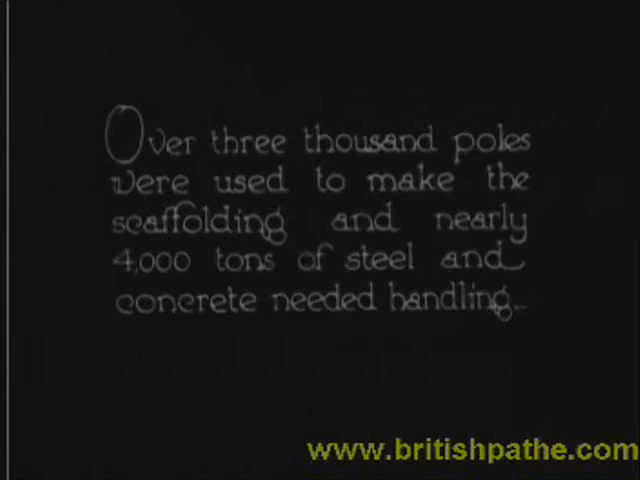 Over three thousand poles
were used to make the
scaffolding and nearly
4,000 tons of steel and
concrete needed handling...
www.britishpathe.com